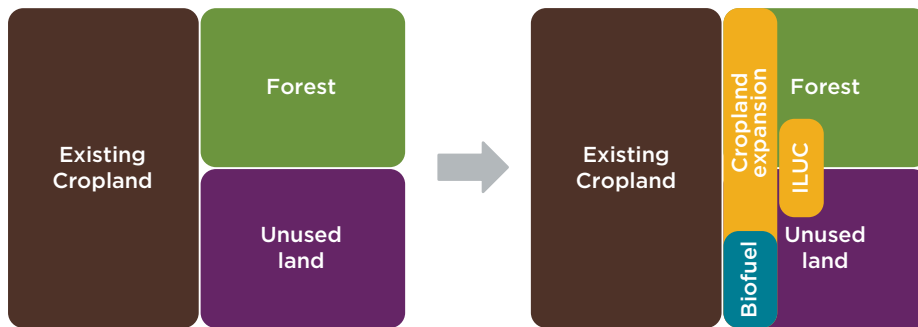 Existing
Cropland
Forest
Unused
land
Existing
Cropland
Cropland
expansion
Biofuel
ILUC
Forest
Unused
land